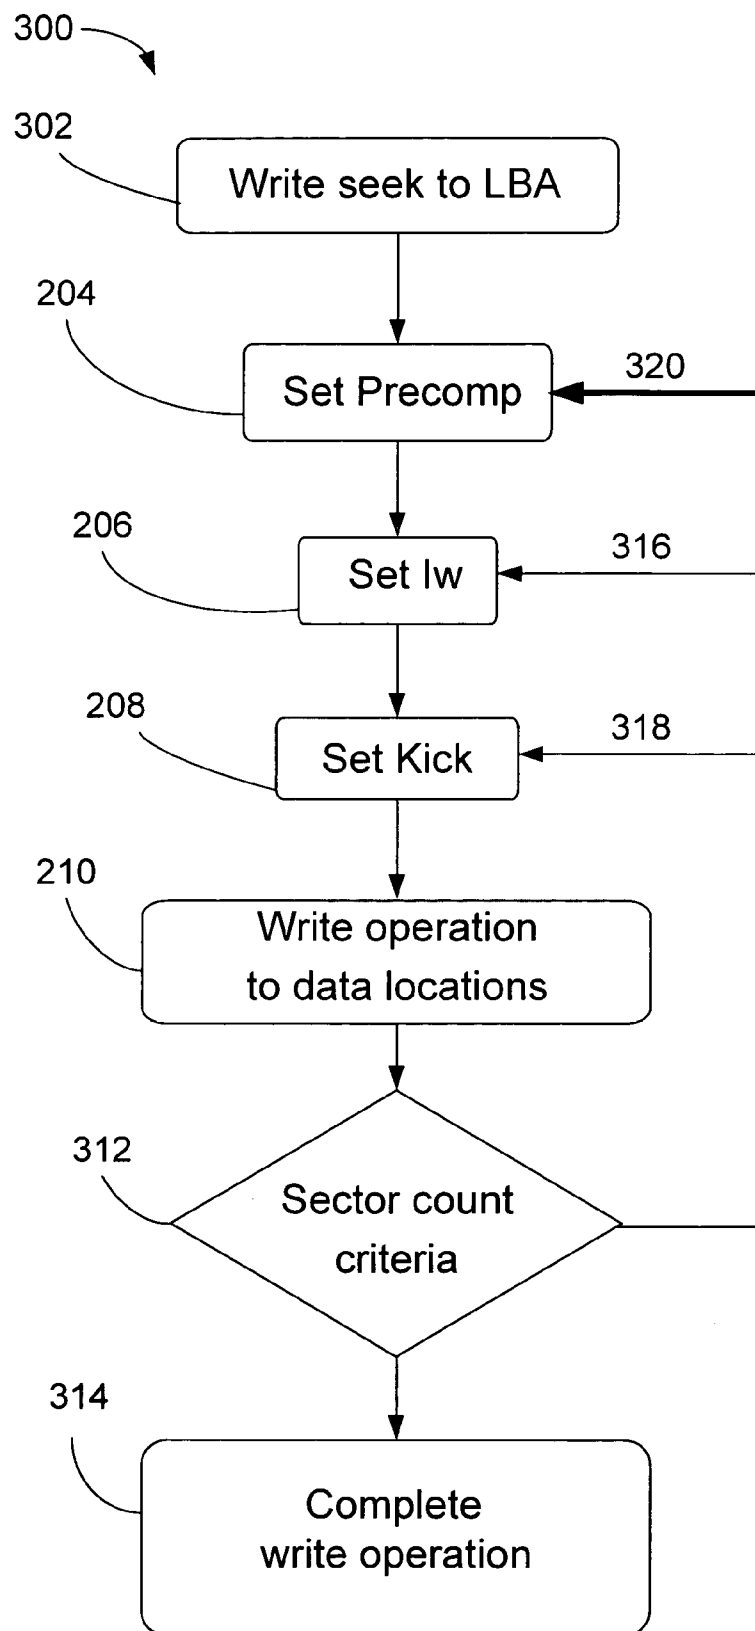 300
302
Write seek to LBA
204
Set Precomp
320
206
Set Iw
316
208
Set Kick
318
210
Write operation
to data locations
312
Sector count
criteria
314
Complete
write operation